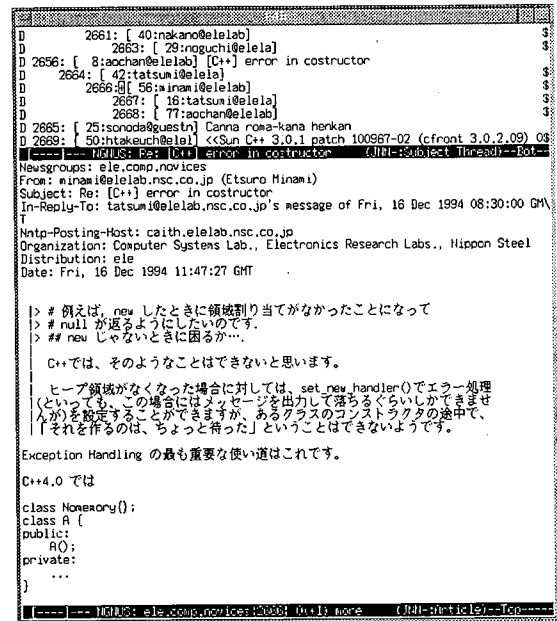 D 2661: [ 40:nakano@elelab] $
D 2663: [ 29:noguchi@elela] $
D 2656: [ 8:aochan@elelab] [C++] error in costructor $
D 2664: [ 42:tatsumi@elela] $
D 2666:[ 56:minami@elelab] $
D 2667: [ 16:tatsumi@elela] $
D 2668: [ 77:aochan@elelab] $
D 2665: [ 25:sonoda@guestn] Canna roma-kana henkan
D 2669: [ 50:htakeuch@elel] <<Sun C++ 3.0.1 patch 100967-02 (cfront 3.0.2.09) 0$
[----]--- NGNUS: Re: [C++] error in costructor (JNN-:Subject Thread)--Bot--
Newsgroups: ele.comp.novices
From: minami@elelab.nsc.co.jp (Etsuro Minami)
Subject: Re: [C++] error in costructor
In-Reply-To: tatsumi@elelab.nsc.co.jp's message of Fri, 16 Dec 1994 08:30:00 GM\
T
Nntp-Posting-Host: caith.elelab.nsc.co.jp
Organization: Computer Systems Lab., Electronics Research Labs., Nippon Steel
Distribution: ele
Date: Fri, 16 Dec 1994 11:47:27 GMT
|> # 例えば, new したときに領域割り当てがなかったことになって
|> # null が返るようにしたいのです.
|> ## new じゃないときに困るか….
| C++では、そのようなことはできないと思います。
| ヒープ領域がなくなった場合に対しては、set_new_handler()でエラー処理
|(といっても、この場合にはメッセージを出力して落ちるぐらいしかできませ
|んが)を設定することができますが、あるクラスのコンストラクタの途中で、
|「それを作るのは、ちょっと待った」ということはできないようです。
Exception Handling の最も重要な使い道はこれです。
C++4.0 では
class Nomemory{};
class A {
public:
A();
private:
...
}
[----]--- NGNUS: ele.comp.novices(2666) 0(+1) more (JNN-:Article)--Top-----